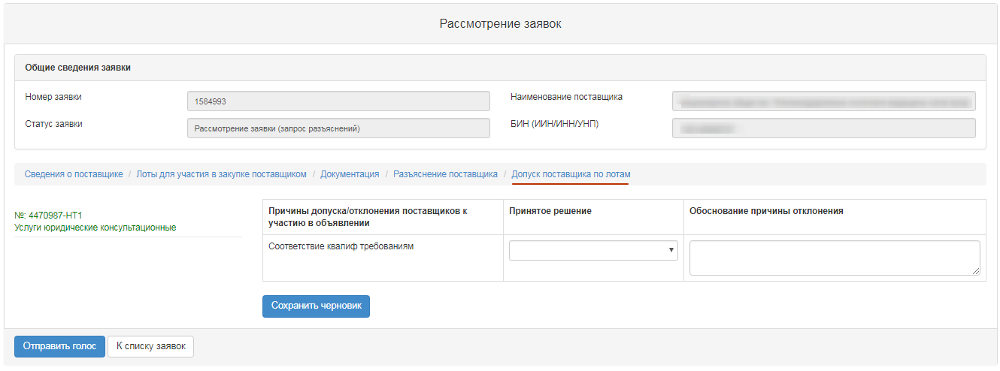 Рассмотрение заявок
Общие сведения заявки
Номер заявки 1584993 Наименование поставщика
Статус заявки Рассмотрение заявки (запрос разъяснений) БИН (ИИН/ИНН/УНП)
Сведения о поставщике / Лоты для участия в закупке поставщиком / Документация / Разъяснение поставщика / Допуск поставщика по лотам
№: 4470987-НТ1
Услуги юридические консультационные
Причины допуска/отклонения поставщиков к
участию в объявлении
Принятое решение
Обоснование причины отклонения
Соответствие квалиф требованиям
Сохранить черновик
Отправить голос К списку заявок